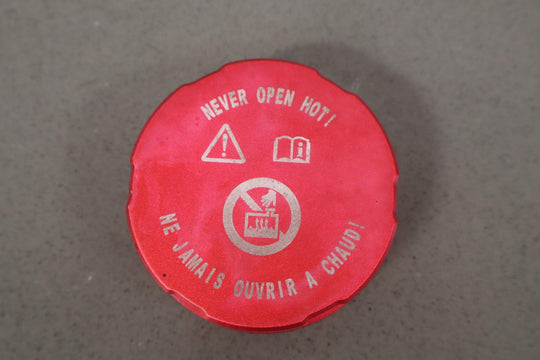 NEVER OPEN HOT!
NE JAMAIS OUVRIR A CHAUD!